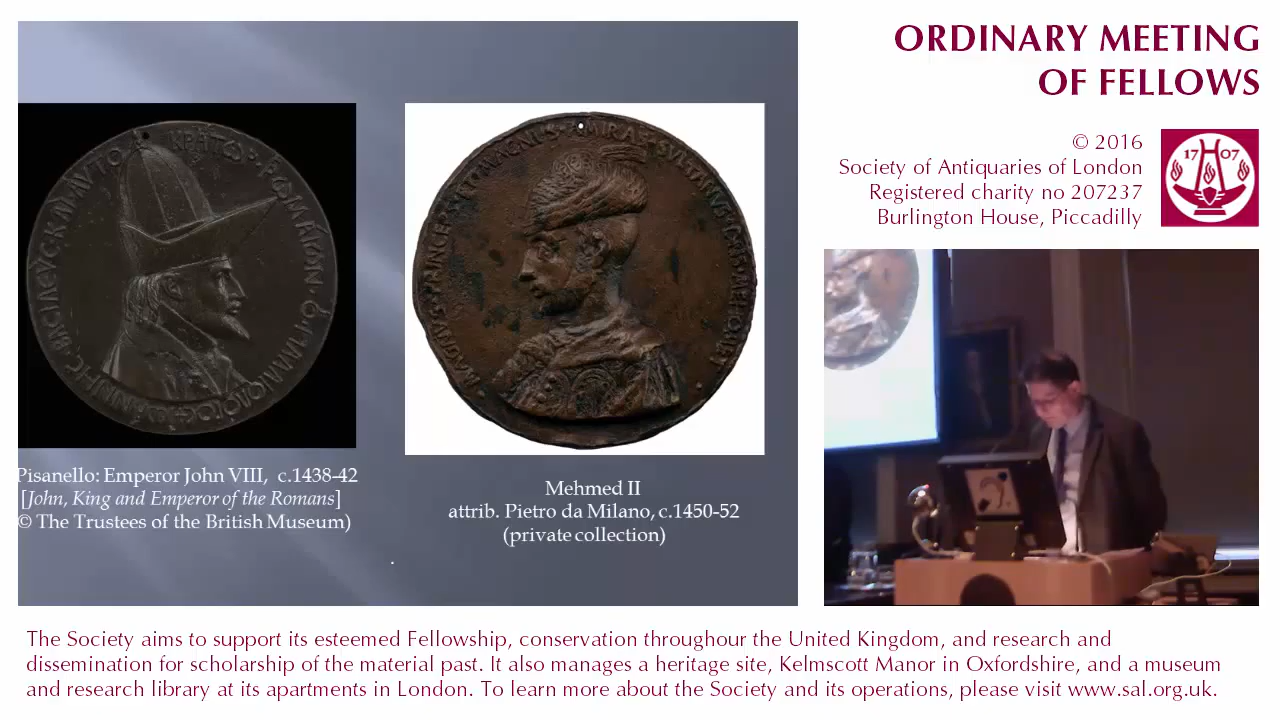 ORDINARY MEETING
OF FELLOWS
© 2016
Society of Antiquaries of London
Registered charity no 207237
Burlington House, Piccadilly
17 07
Pisanello: Emperor John VIII, c.1438-42
[John, King and Emperor of the Romans]
© The Trustees of the British Museum)
Mehmed II
attrib. Pietro da Milano, c.1450-52
(private collection)
The Society aims to support its esteemed Fellowship, conservation throughour the United Kingdom, and research and
dissemination for scholarship of the material past. It also manages a heritage site, Kelmscott Manor in Oxfordshire, and a museum
and research library at its apartments in London. To learn more about the Society and its operations, please visit www.sal.org.uk.